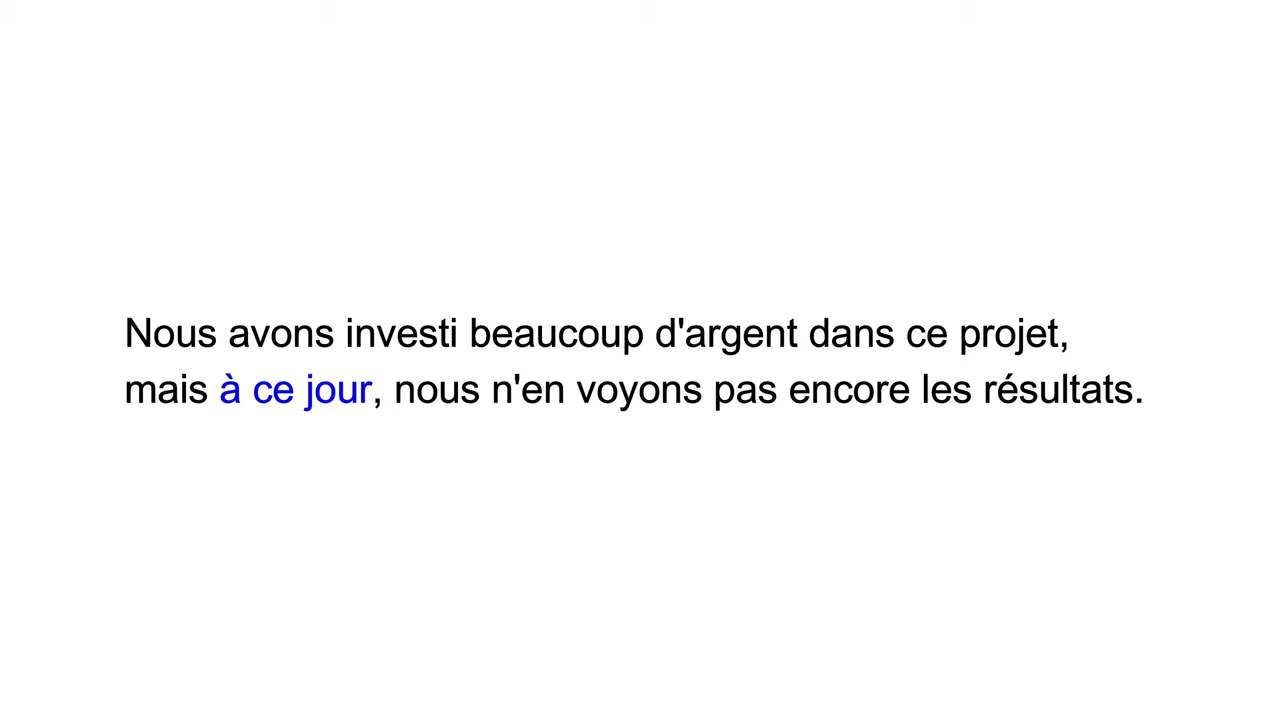 Nous avons investi beaucoup d'argent dans ce projet,
mais à ce jour, nous n'en voyons pas encore les résultats.